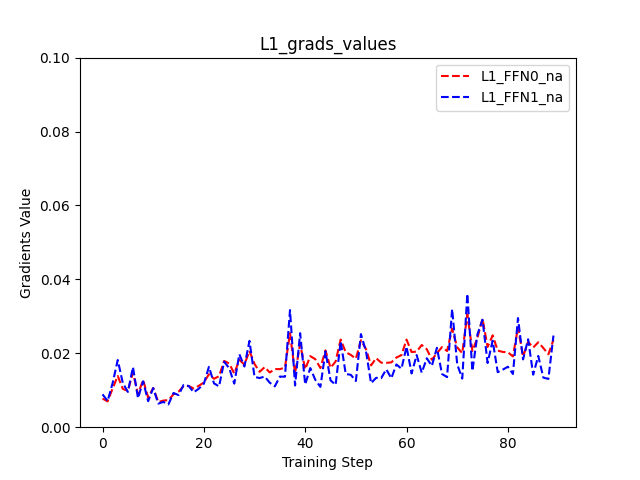 L1_grads_values
L1_FFN0_na
L1_FFN1_na
Gradients Value
0.10
0.08
0.06
0.04
0.02
0.00
0 20 40 60 80
Training Step